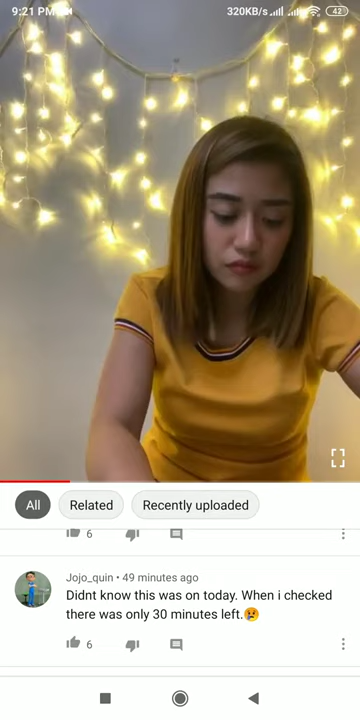 9:21 PM
320KB/s 42
All Related Recently uploaded
6
Jojo_quin • 49 minutes ago
Didnt know this was on today. When i checked
there was only 30 minutes left.😢
6